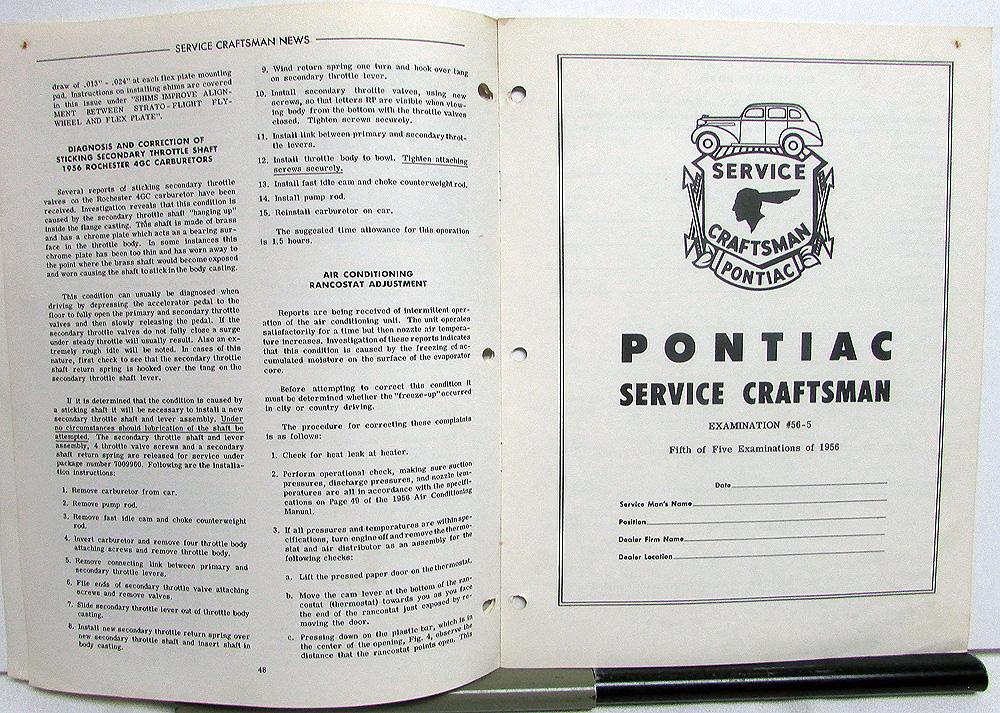 SERVICE CRAFTSMAN NEWS
draw of .013" - .024" at each flex plate mounting
pad. Instructions on installing shims are covered
in this issue under "SHIMS IMPROVE ALIGN-
MENT BETWEEN STRATO-FLIGHT FLY-
WHEEL AND FLEX PLATE".
DIAGNOSIS AND CORRECTION OF
STICKING SECONDARY THROTTLE SHAFT
1956 ROCHESTER 4GC CARBURETORS
Several reports of sticking secondary throttle
valves on the Rochester 4GC carburetor have been
received. Investigation reveals that this condition is
caused by the secondary throttle shaft "hanging up"
inside the flange casting. This shaft is made of brass
and has a chrome plate which acts as a bearing sur-
face in the throttle body. In some instances this
chrome plate has been too thin and has worn away to
the point where the brass shaft would become exposed
and worn causing the shaft to stick in the body casting.
This condition can usually be diagnosed when
driving by depressing the accelerator pedal to the
floor to fully open the primary and secondary throttle
valves and then slowly releasing the pedal. If the
secondary throttle valves do not fully close a surge
under steady throttle will usually result. Also an ex-
tremely rough idle will be noted. In cases of this
nature, first check to see that the secondary throttle
shaft return spring is hooked over the tang on the
secondary throttle shaft lever.
If it is determined that the condition is caused by
a sticking shaft it will be necessary to install a new
secondary throttle shaft and lever assembly. Under
no circumstances should lubrication of the shaft be
attempted. The secondary throttle shaft and lever
assembly, 4 throttle valve screws and a secondary
shaft return spring are released for service under
package number 7009960. Following are the installa-
tion instructions:
1. Remove carburetor from car.
2. Remove pump rod.
3. Remove fast idle cam and choke counterweight
rod.
4. Invert carburetor and remove four throttle body
attaching screws and remove throttle body.
5. Remove connecting link between primary and
secondary throttle levers.
6. File ends of secondary throttle valve attaching
screws and remove valves.
7. Slide secondary throttle lever out of throttle body
casting.
8. Install new secondary throttle return spring over
new secondary throttle shaft and insert shaft in
body casting.
9. Wind return spring one turn and hook over tang
on secondary throttle lever.
10. Install secondary throttle valves, using new
screws, so that letters RP are visible when view-
ing body from the bottom with the throttle valves
closed. Tighten screws securely.
11. Install link between primary and secondary throt-
tle levers.
12. Install throttle body to bowl. Tighten attaching
screws securely.
13. Install fast idle cam and choke counterweight rod.
14. Install pump rod.
15. Reinstall carburetor on car.
The suggested time allowance for this operation
is 1.5 hours.
AIR CONDITIONING
RANCOSTAT ADJUSTMENT
Reports are being received of intermittent oper-
ation of the air conditioning unit. The unit operates
satisfactorily for a time but then nozzle air tempera-
ture increases. Investigation of these reports indicates
that this condition is caused by the freezing of ac-
cumulated moisture on the surface of the evaporator
core.
Before attempting to correct this condition it
must be determined whether the "freeze-up" occurred
in city or country driving.
The procedure for correcting these complaints
is as follows:
1. Check for heat leak at heater.
2. Perform operational check, making sure suction
pressures, discharge pressures, and nozzle tem-
peratures are all in accordance with the specifi-
cations on Page 49 of the 1956 Air Conditioning
Manual.
3. If all pressures and temperatures are within spe-
cifications, turn engine off and remove the thermo-
stat and air distributor as an assembly for the
following checks:
a. Lift the pressed paper door on the thermostat.
b. Move the cam lever at the bottom of the ran-
costat (thermostat) towards you as you face
the end of the rancostat just exposed by re-
moving the door.
c. Pressing down on the plastic bar, which is in
the center of the opening, Fig. 4, observe the
distance that the rancostat points open. This
48
SERVICE
CRAFTSMAN
PONTIAC
PONTIAC
SERVICE CRAFTSMAN
EXAMINATION #56-5
Fifth of Five Examinations of 1956
Date
Service Man's Name
Position
Dealer Firm Name
Dealer Location